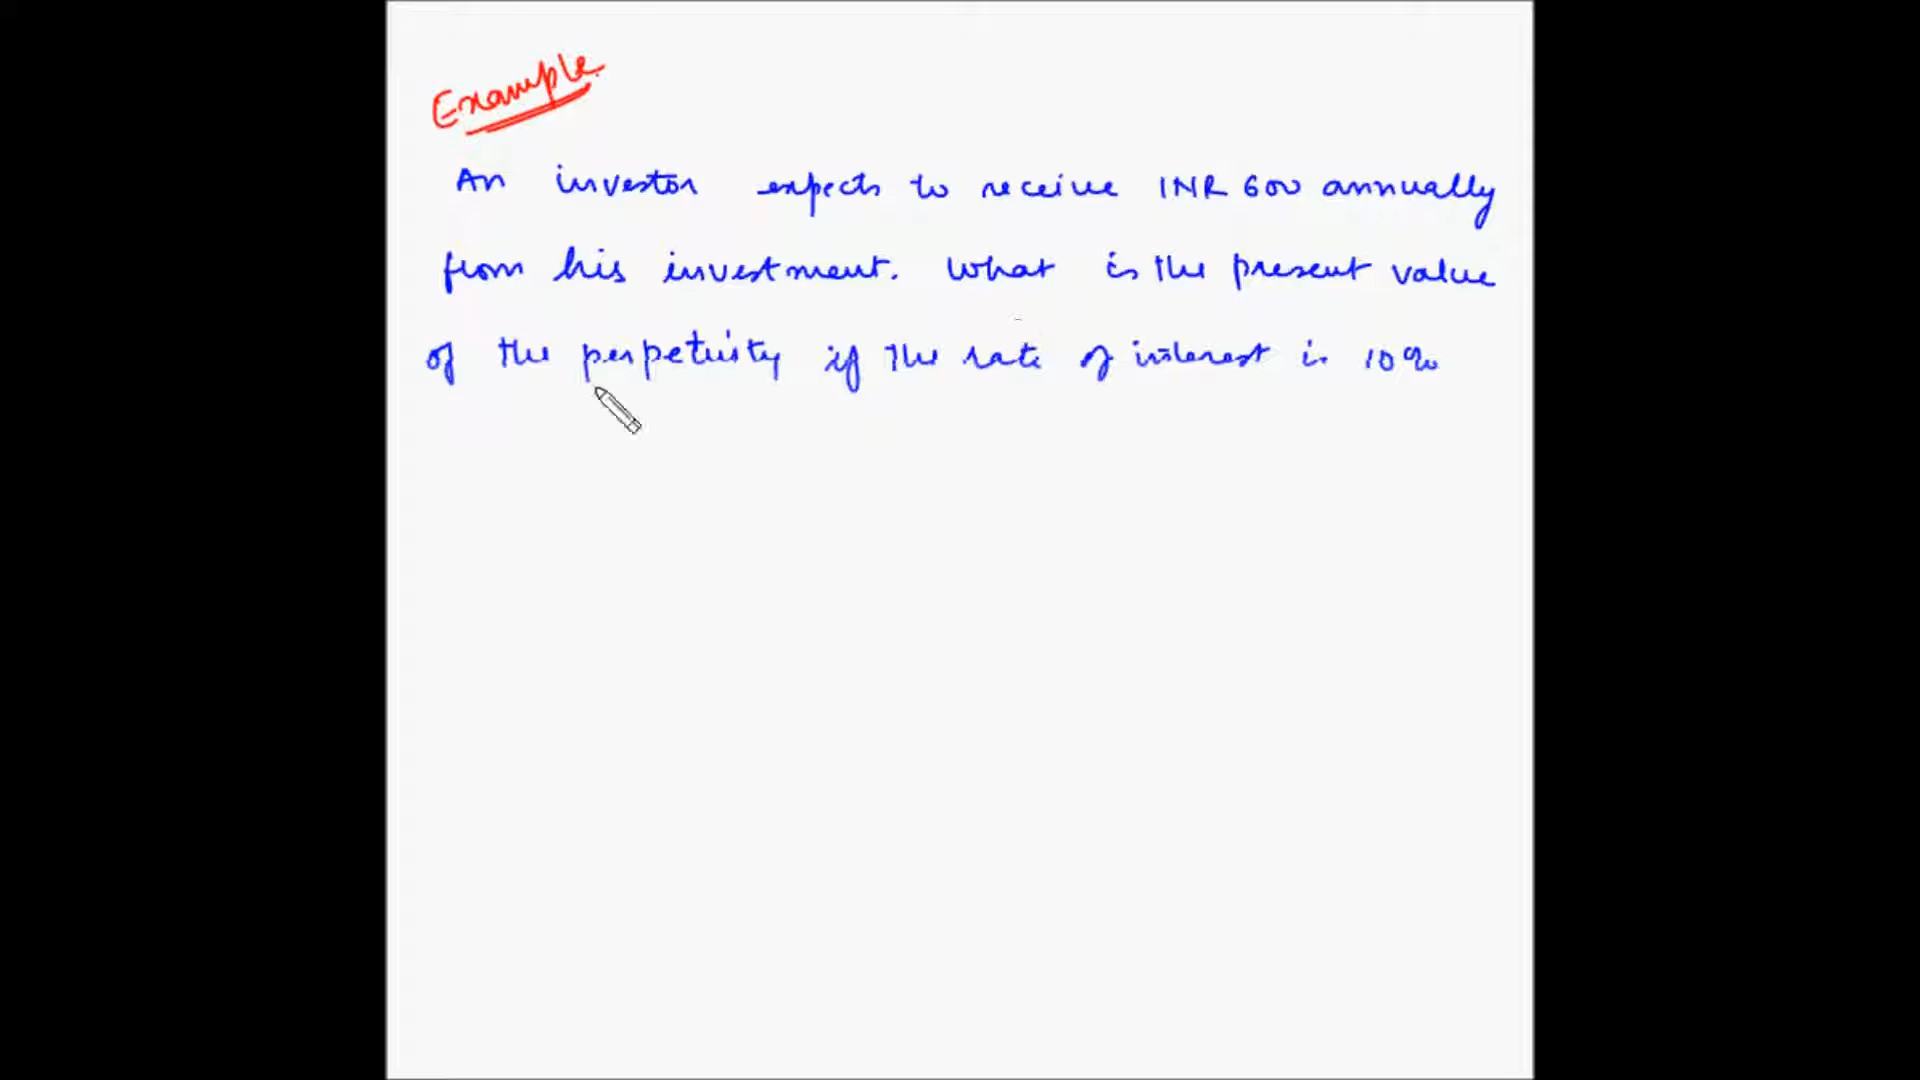 Example
An investor expects to receive INR 600 annually
from his investment. What is the present value
of the perpetuity if the rate of interest is 10%